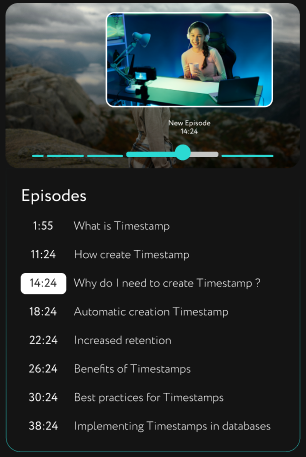 New Episode
14:24
Episodes
1:55 What is Timestamp
11:24 How create Timestamp
14:24 Why do I need to create Timestamp ?
18:24 Automatic creation Timestamp
22:24 Increased retention
26:24 Benefits of Timestamps
30:24 Best practices for Timestamps
38:24 Implementing Timestamps in databases